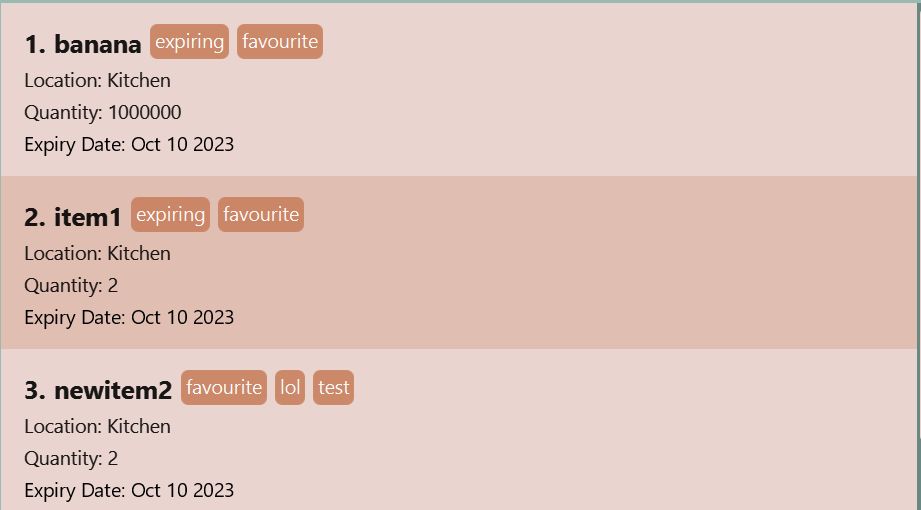 1. banana expiring favourite
Location: Kitchen
Quantity: 1000000
Expiry Date: Oct 10 2023
2. item1 expiring favourite
Location: Kitchen
Quantity: 2
Expiry Date: Oct 10 2023
3. newitem2 favourite lol test
Location: Kitchen
Quantity: 2
Expiry Date: Oct 10 2023